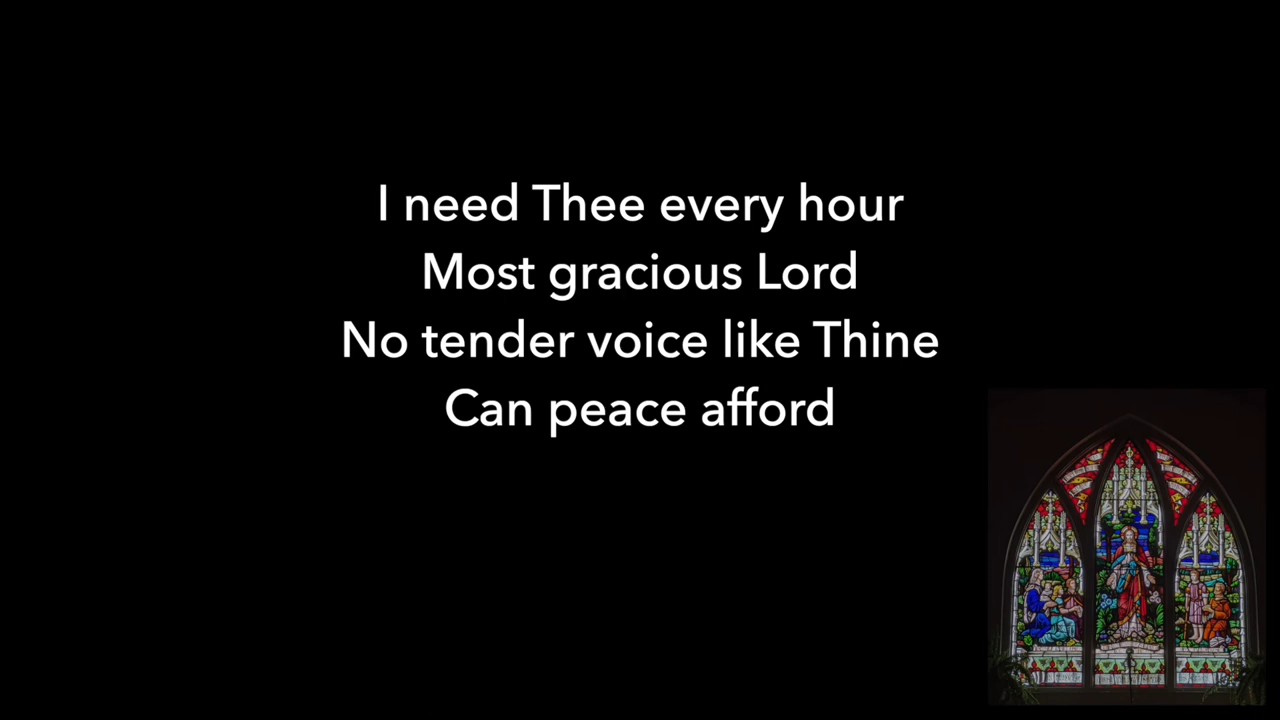 I need Thee every hour
Most gracious Lord
No tender voice like Thine
Can peace afford